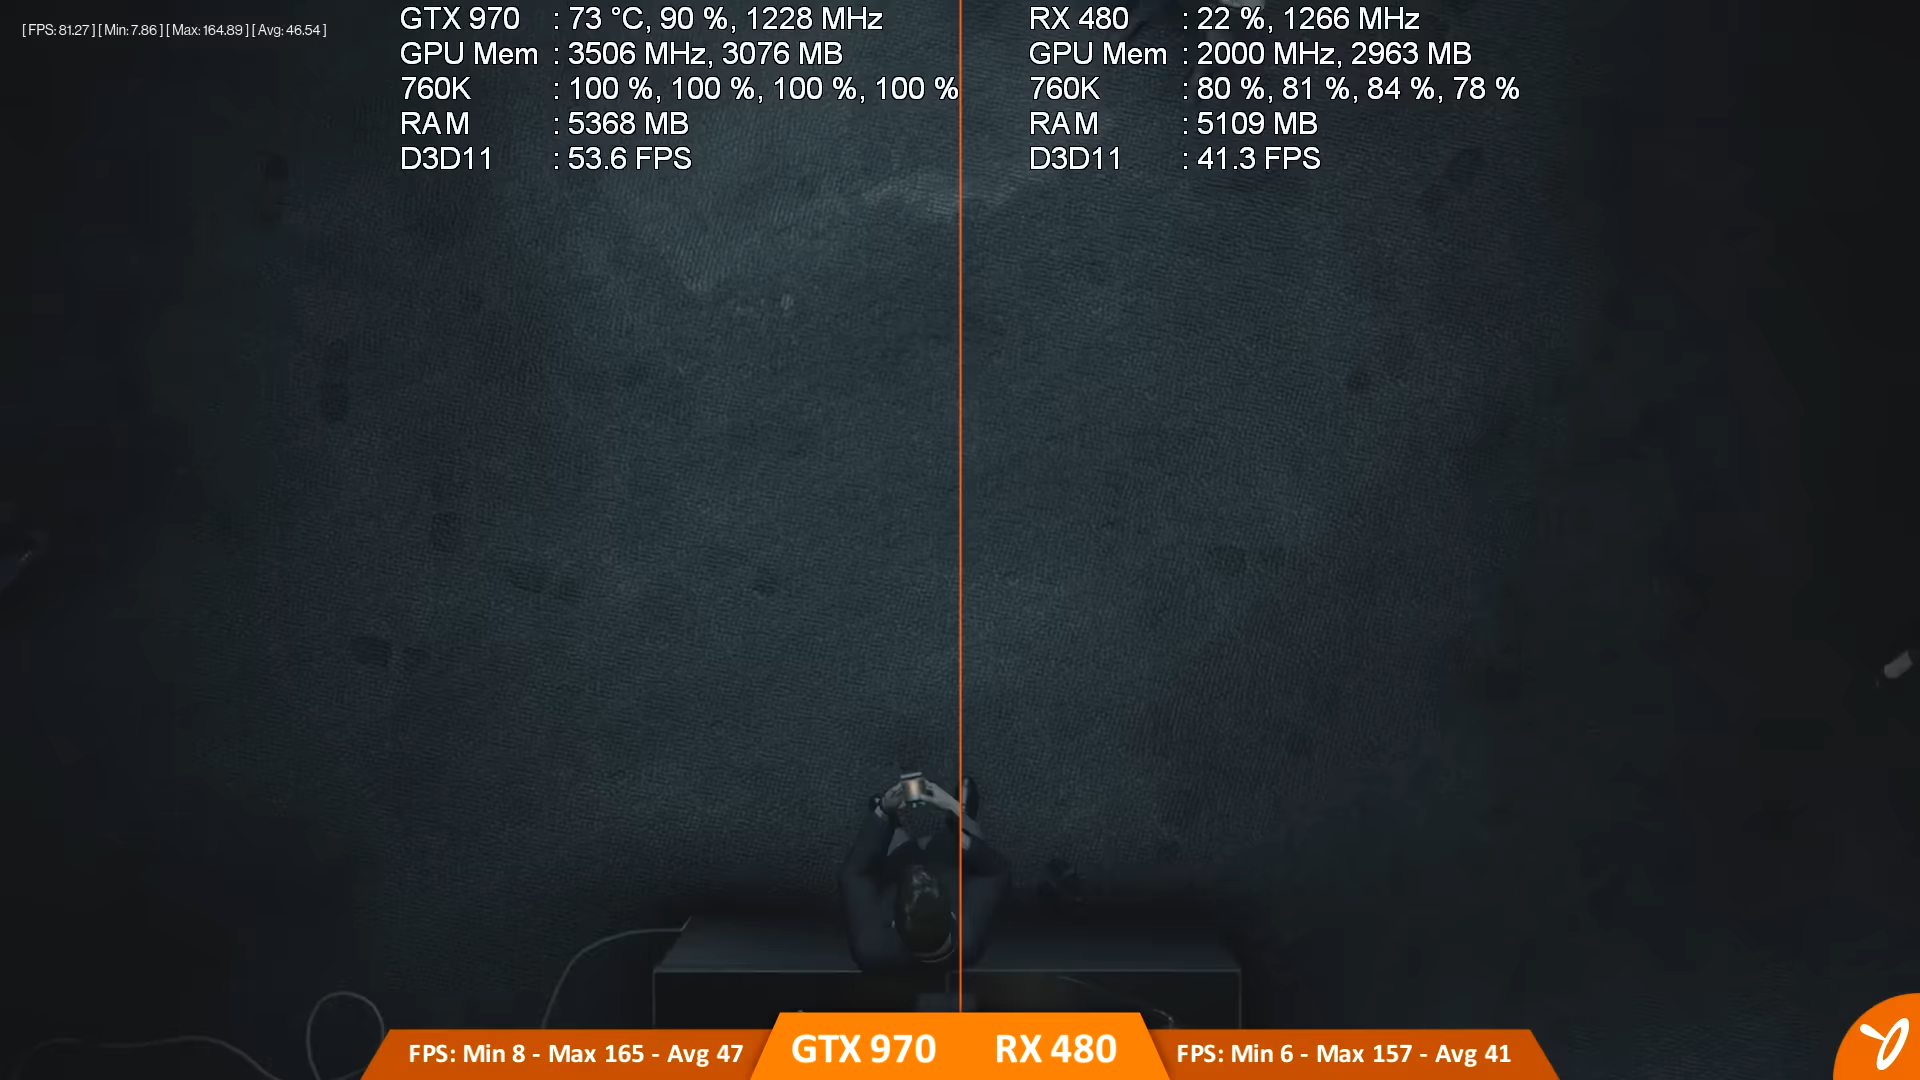 [ FPS: 81.27 ] [ Min: 7.86 ] [ Max: 164.89 ] [ Avg: 46.54 ]
GTX 970 : 73 °C, 90 %, 1228 MHz
GPU Mem : 3506 MHz, 3076 MB
760K : 100 %, 100 %, 100 %, 100 %
RAM : 5368 MB
D3D11 : 53.6 FPS
RX 480 : 22 %, 1266 MHz
GPU Mem : 2000 MHz, 2963 MB
760K : 80 %, 81 %, 84 %, 78 %
RAM : 5109 MB
D3D11 : 41.3 FPS
FPS: Min 8 - Max 165 - Avg 47
GTX 970
RX 480
FPS: Min 6 - Max 157 - Avg 41